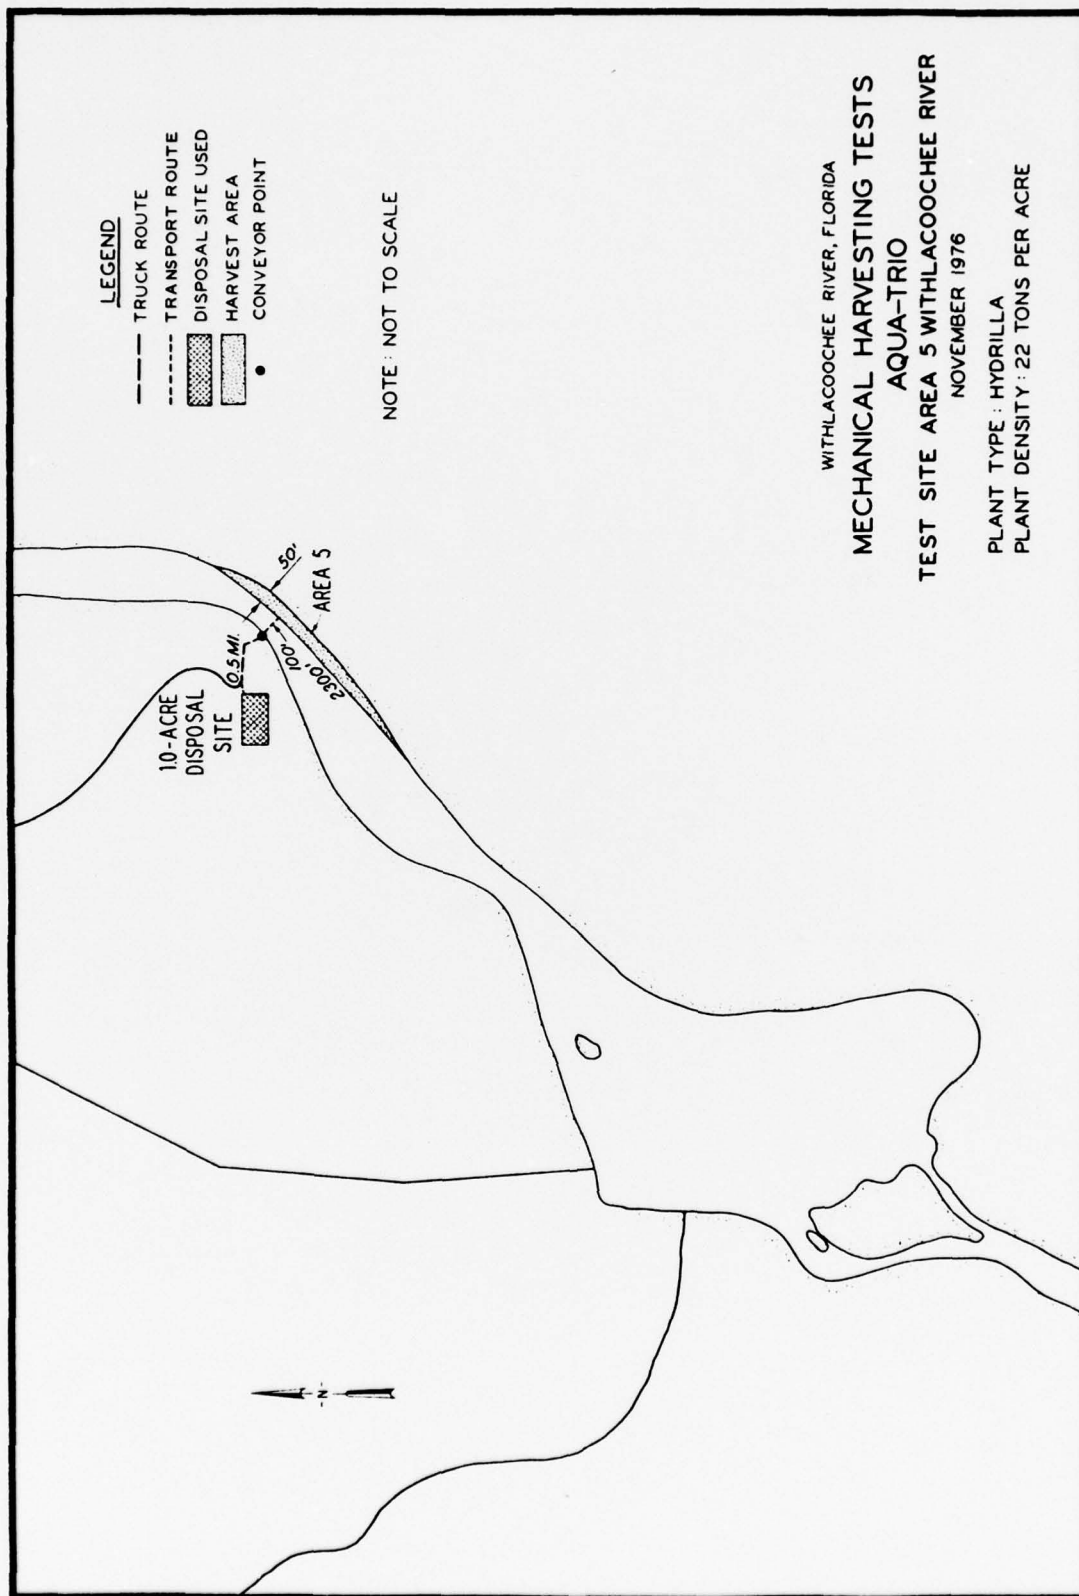 LEGEND
TRUCK ROUTE
TRANSPORT ROUTE
DISPOSAL SITE USED
HARVEST AREA
CONVEYOR POINT
NOTE: NOT TO SCALE
1.0-ACRE
DISPOSAL
SITE
0.5 MI.
50'
100'
2300'
AREA 5
-N-
WITHLACOOCHEE RIVER, FLORIDA
MECHANICAL HARVESTING TESTS
AQUA-TRIO
TEST SITE AREA 5 WITHLACOOCHEE RIVER
NOVEMBER 1976
PLANT TYPE: HYDRILLA
PLANT DENSITY: 22 TONS PER ACRE